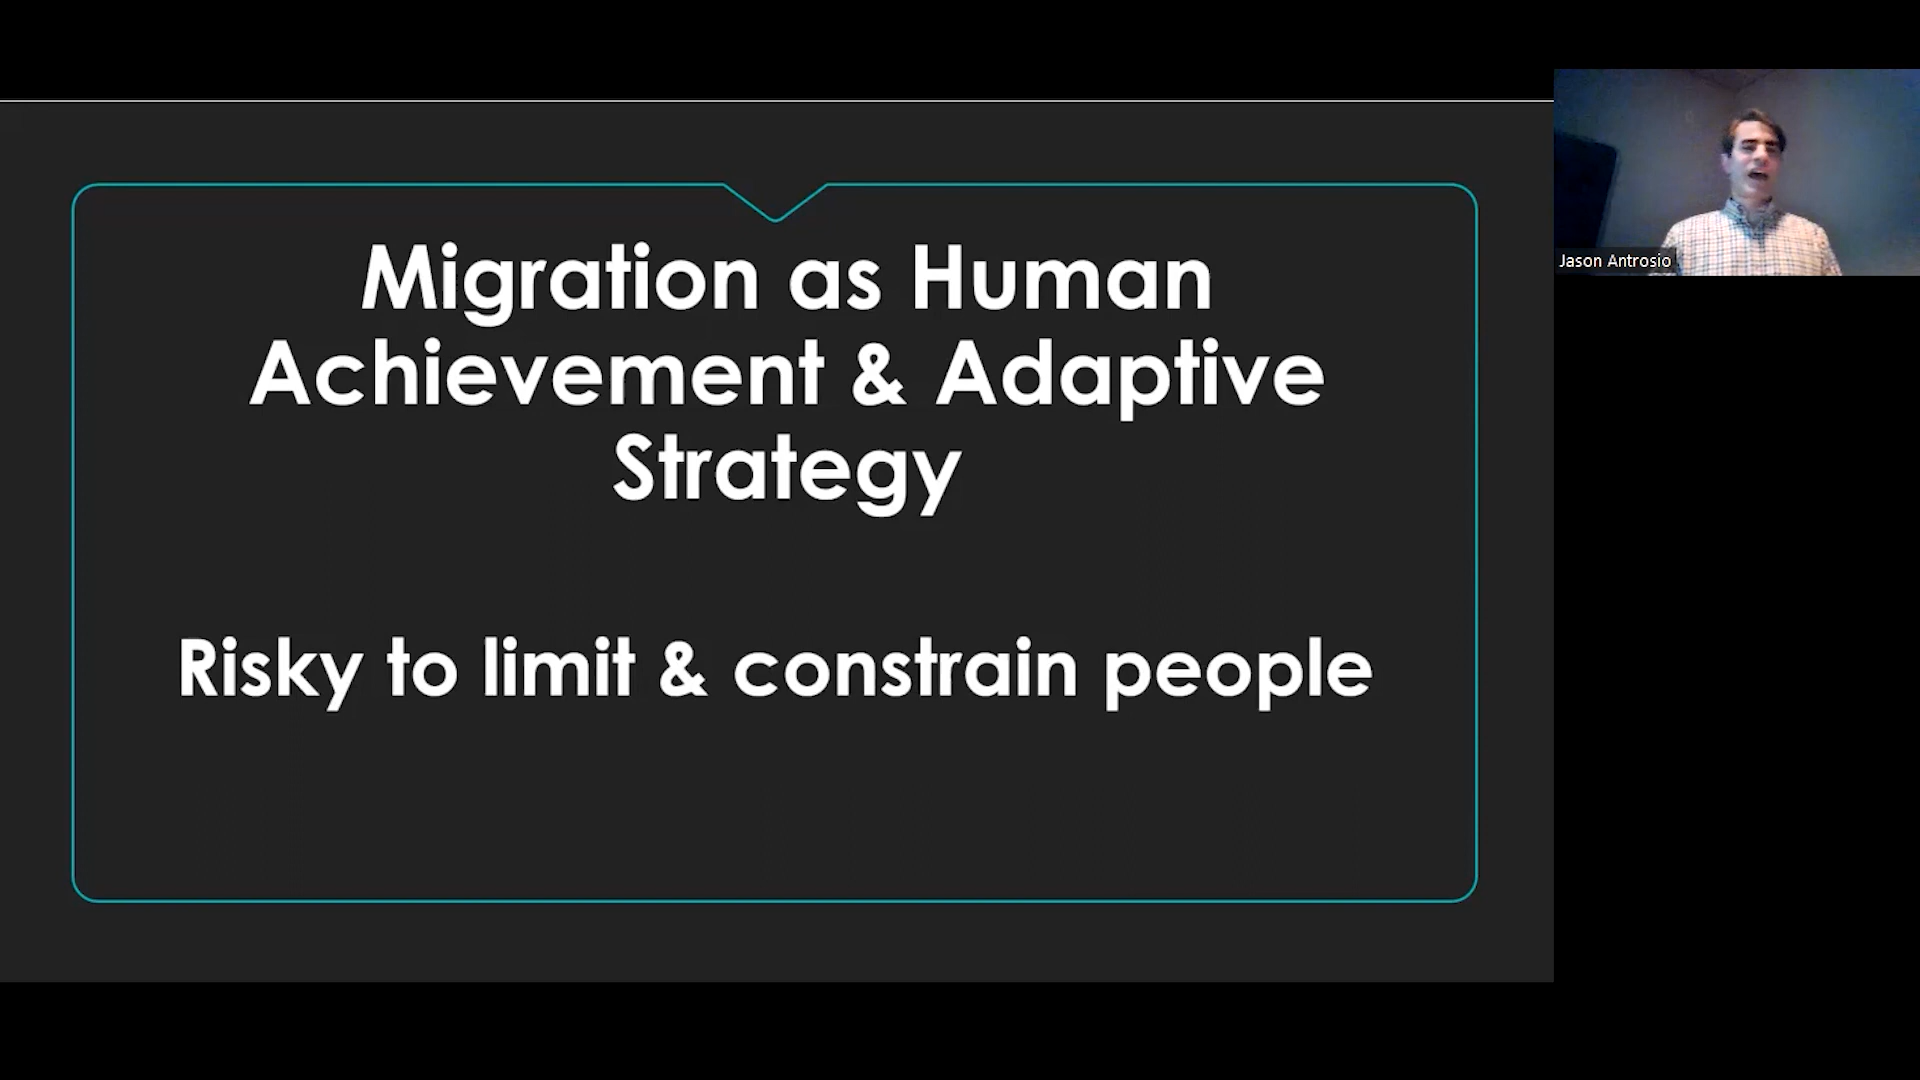 Migration as Human
Achievement & Adaptive
Strategy
Risky to limit & constrain people
Jason Antrosio